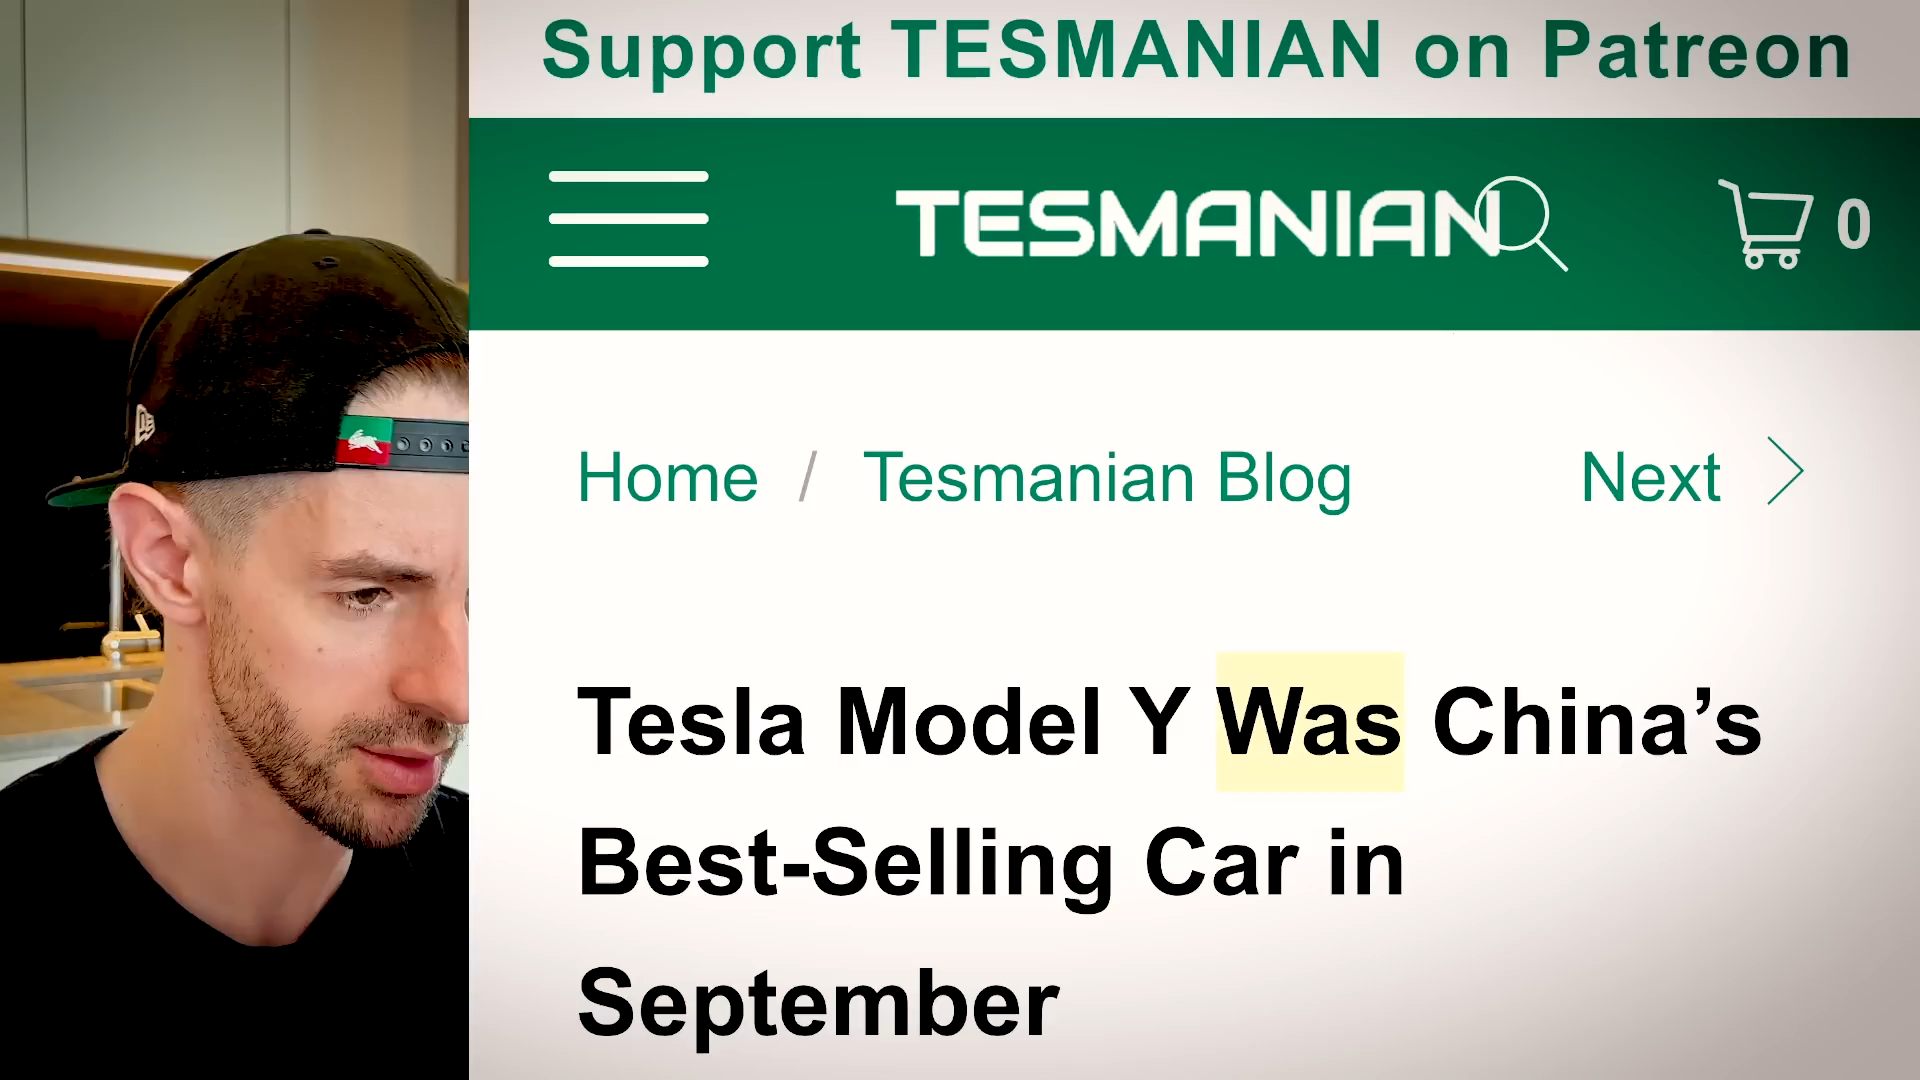 Support TESMANIAN on Patreon
TESMANIAN
0
Home / Tesmanian Blog
Next
Tesla Model Y Was China’s
Best-Selling Car in
September